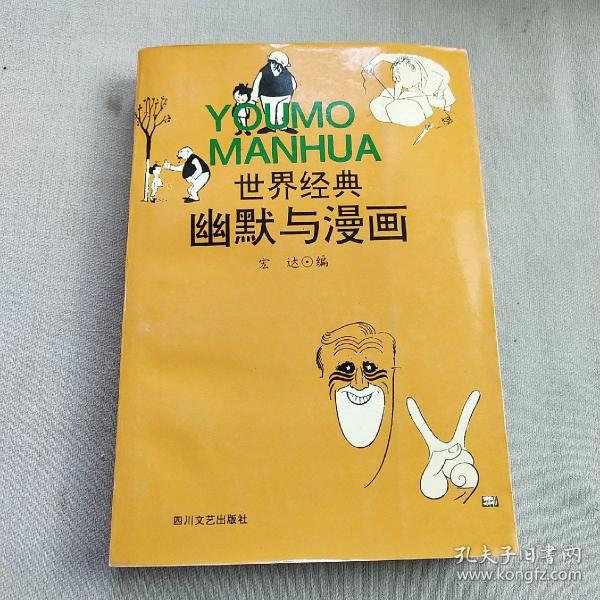 YOUMO
MANHUA
世界经典
幽默与漫画
宏 达⊙编
四川文艺出版社
孔夫子旧书网
www.kongfz.com